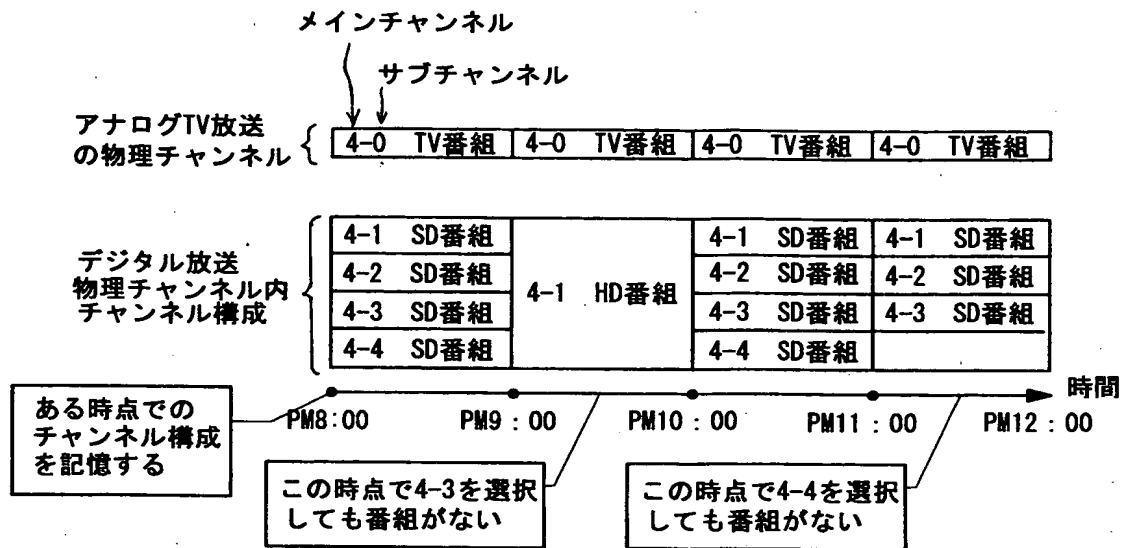 メインチャンネル
サブチャンネル
アナログTV放送
の物理チャンネル
4-0 TV番組 4-0 TV番組 4-0 TV番組 4-0 TV番組
デジタル放送
物理チャンネル内
チャンネル構成
4-1 SD番組
4-2 SD番組
4-3 SD番組
4-4 SD番組
4-1 HD番組
4-1 SD番組
4-2 SD番組
4-3 SD番組
4-4 SD番組
4-1 SD番組
4-2 SD番組
4-3 SD番組
時間
PM8:00 PM9:00 PM10:00 PM11:00 PM12:00
ある時点での
チャンネル構成
を記憶する
この時点で4-3を選択
しても番組がない
この時点で4-4を選択
しても番組がない